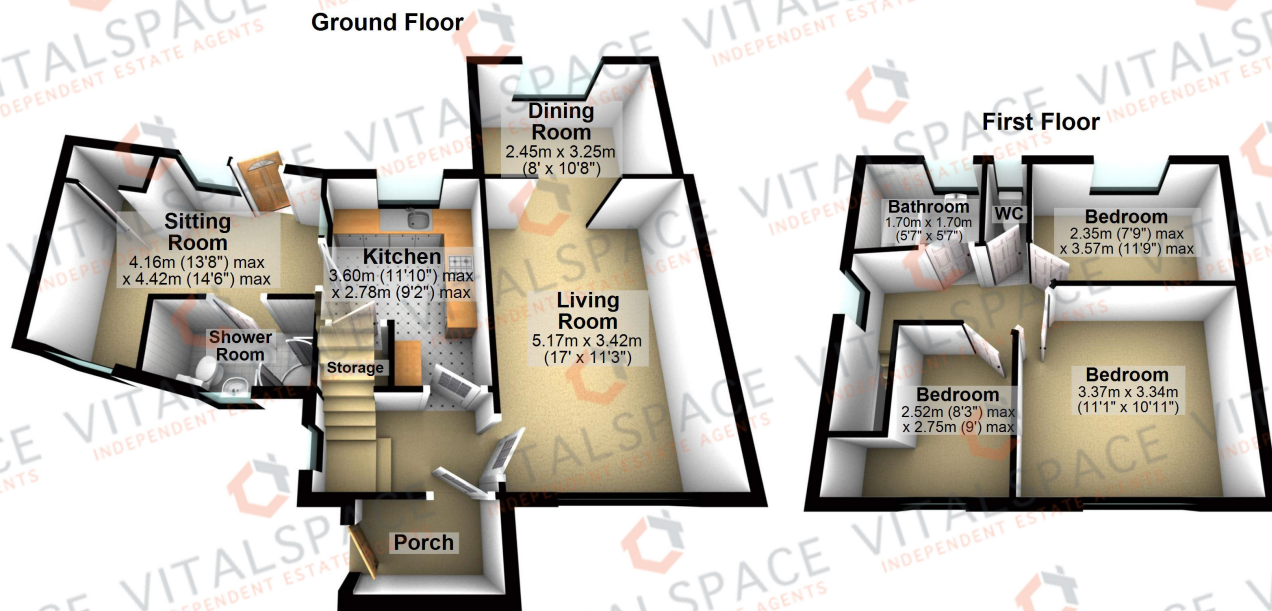 Ground Floor
Dining
Room
2.45m x 3.25m
(8' x 10'8")
Sitting
Room
4.16m (13'8") max
x 4.42m (14'6") max
Kitchen
3.60m (11'10") max
x 2.78m (9'2") max
Living
Room
5.17m x 3.42m
(17' x 11'3")
Shower
Room
Storage
Porch
First Floor
Bathroom
1.70m x 1.70m
(5'7" x 5'7")
WC
Bedroom
2.35m (7'9") max
x 3.57m (11'9") max
Bedroom
2.52m (8'3") max
x 2.75m (9') max
Bedroom
3.37m x 3.34m
(11'1" x 10'11")
VITALSPACE
INDEPENDENT ESTATE AGENTS